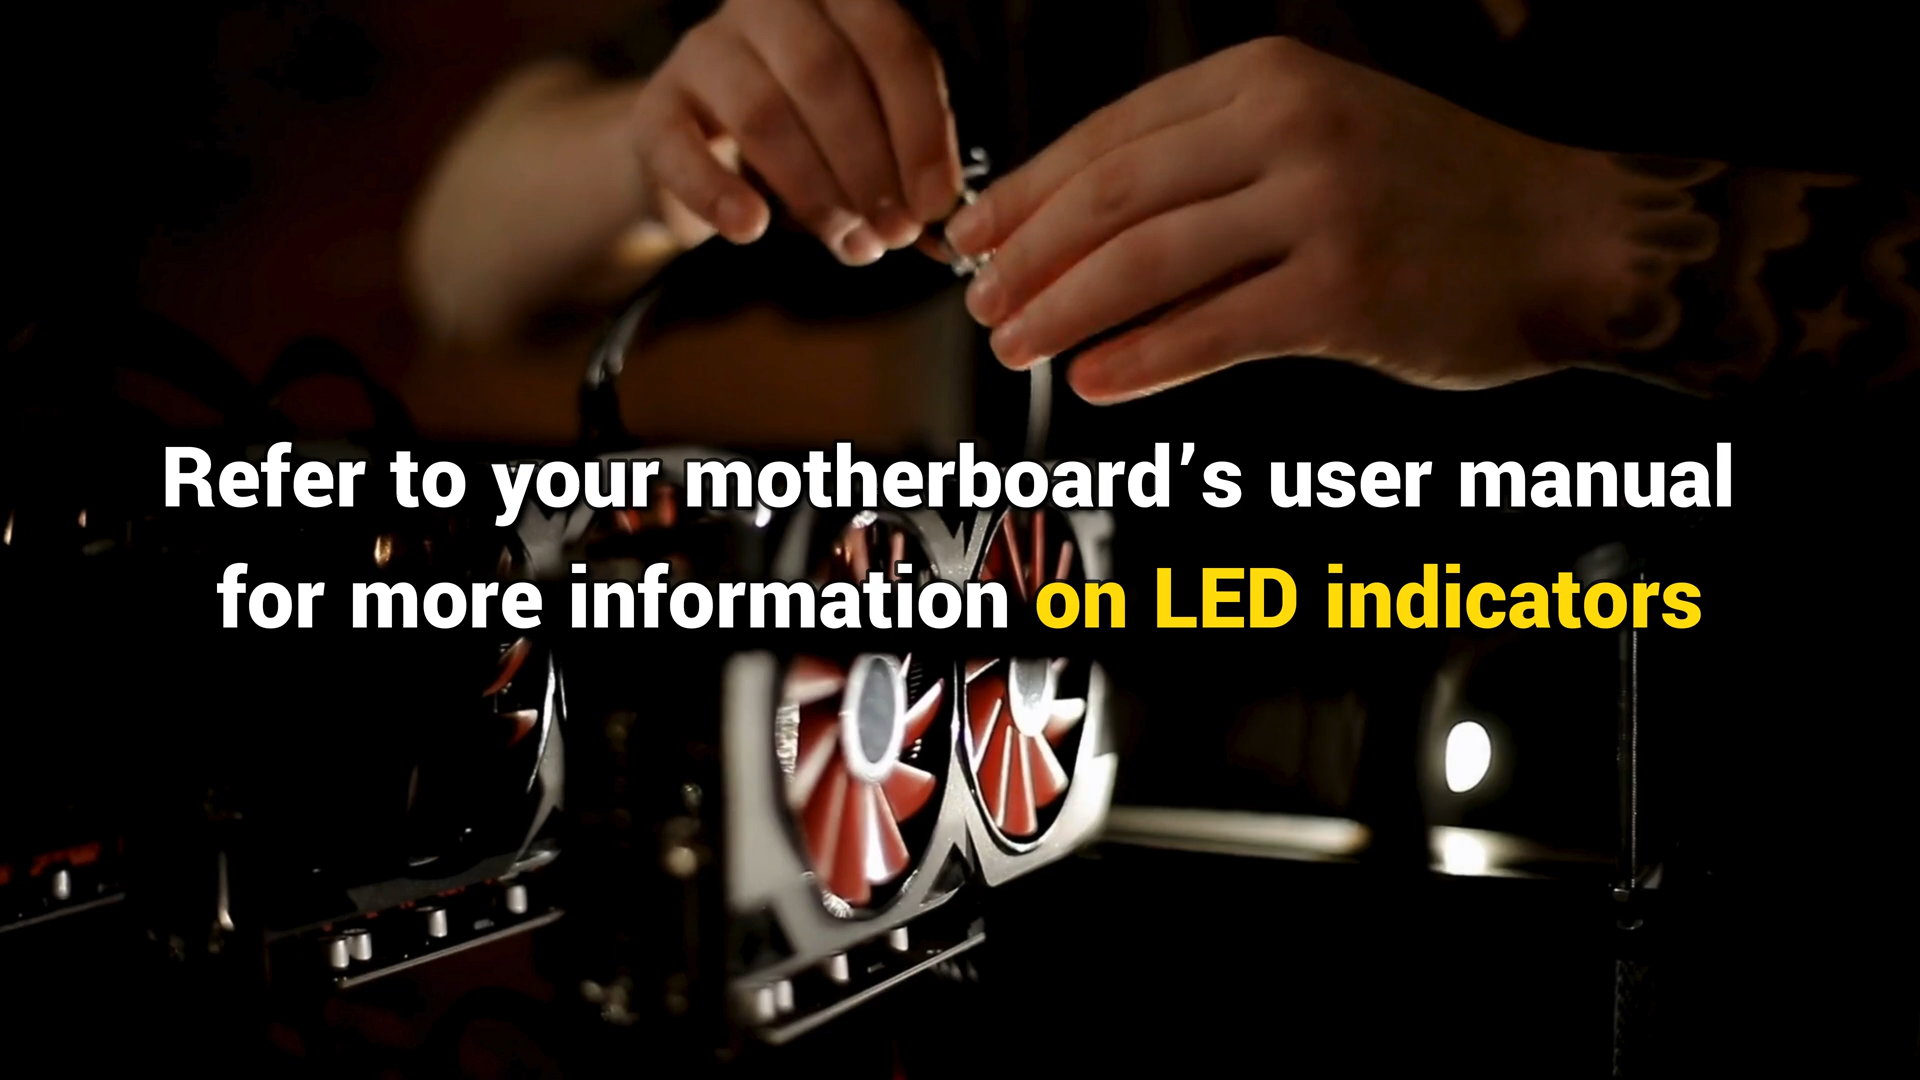 Refer to your motherboard’s user manual
for more information on LED indicators